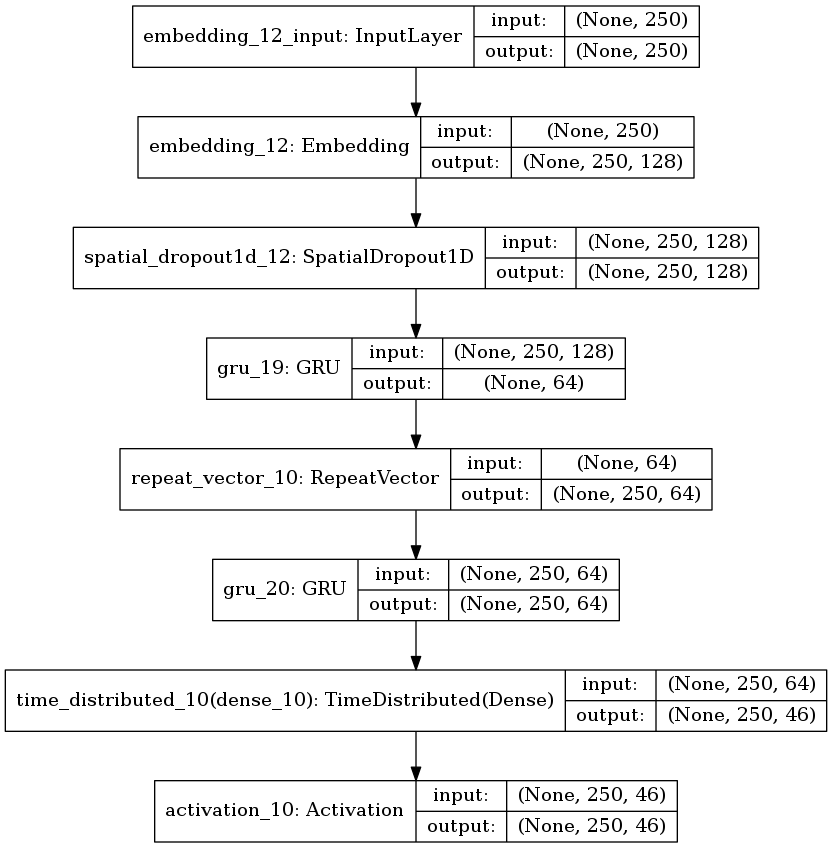 embedding_12_input: InputLayer input: (None, 250)
output: (None, 250)
embedding_12: Embedding input: (None, 250)
output: (None, 250, 128)
spatial_dropout1d_12: SpatialDropout1D input: (None, 250, 128)
output: (None, 250, 128)
gru_19: GRU input: (None, 250, 128)
output: (None, 64)
repeat_vector_10: RepeatVector input: (None, 64)
output: (None, 250, 64)
gru_20: GRU input: (None, 250, 64)
output: (None, 250, 64)
time_distributed_10(dense_10): TimeDistributed(Dense) input: (None, 250, 64)
output: (None, 250, 46)
activation_10: Activation input: (None, 250, 46)
output: (None, 250, 46)